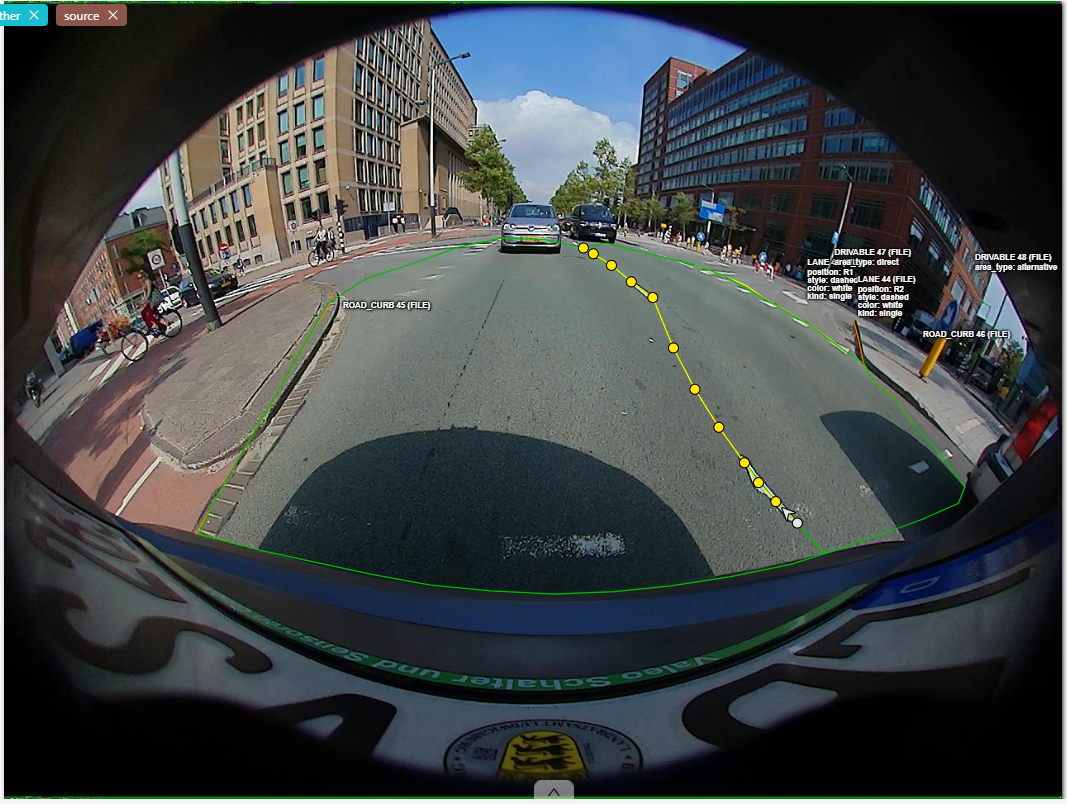 ther
source
DRIVABLE 47 (FILE)
area_type: direct
LANE
position: R1
style: dashed
color: white
kind: single
LANE 44 (FILE)
position: R2
style: dashed
color: white
kind: single
DRIVABLE 48 (FILE)
area_type: alternative
ROAD_CURB 45 (FILE)
ROAD_CURB 46 (FILE)
Valeo Schalter und Senso